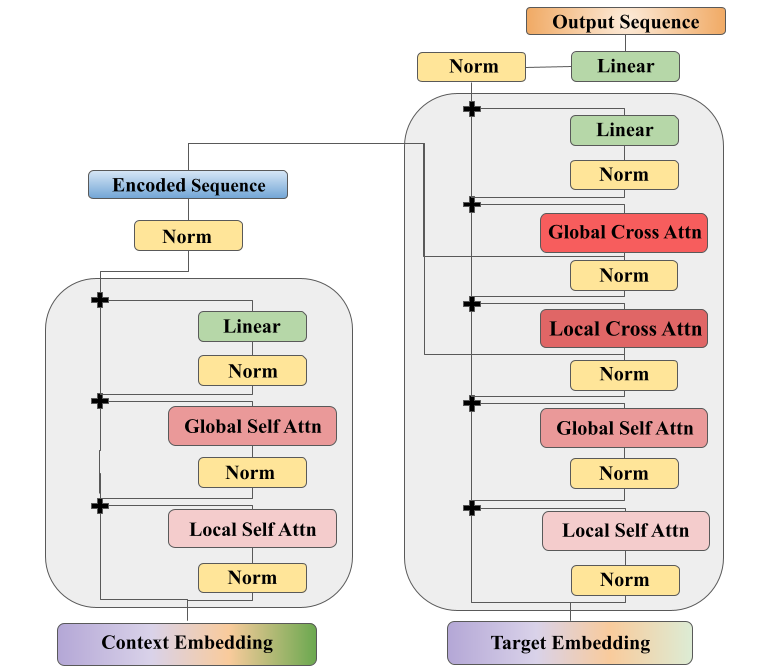 Output Sequence
Norm
Linear
Linear
Norm
Global Cross Attn
Norm
Local Cross Attn
Norm
Global Self Attn
Norm
Local Self Attn
Norm
Target Embedding
Encoded Sequence
Norm
Linear
Norm
Global Self Attn
Norm
Local Self Attn
Norm
Context Embedding